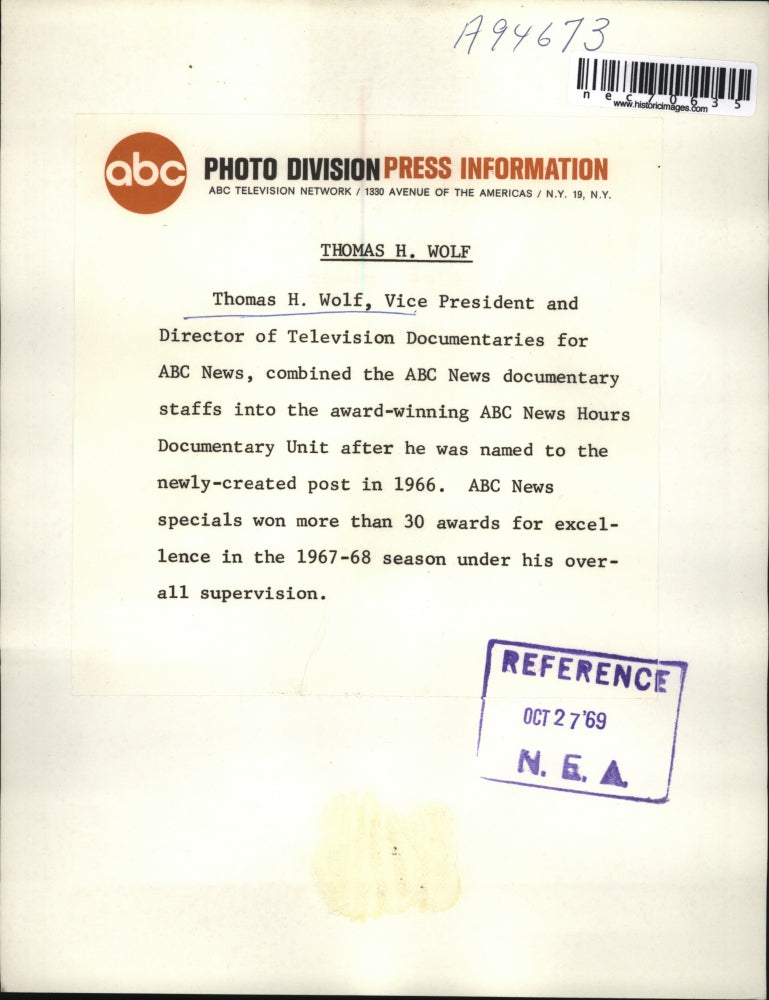 A94673
nec70635
www.historicimages.com
abc PHOTO DIVISION PRESS INFORMATION
ABC TELEVISION NETWORK / 1330 AVENUE OF THE AMERICAS / N.Y. 19, N.Y.
THOMAS H. WOLF
Thomas H. Wolf, Vice President and
Director of Television Documentaries for
ABC News, combined the ABC News documentary
staffs into the award-winning ABC News Hours
Documentary Unit after he was named to the
newly-created post in 1966. ABC News
specials won more than 30 awards for excel-
lence in the 1967-68 season under his over-
all supervision.
REFERENCE
OCT 27 '69
N. E. A.